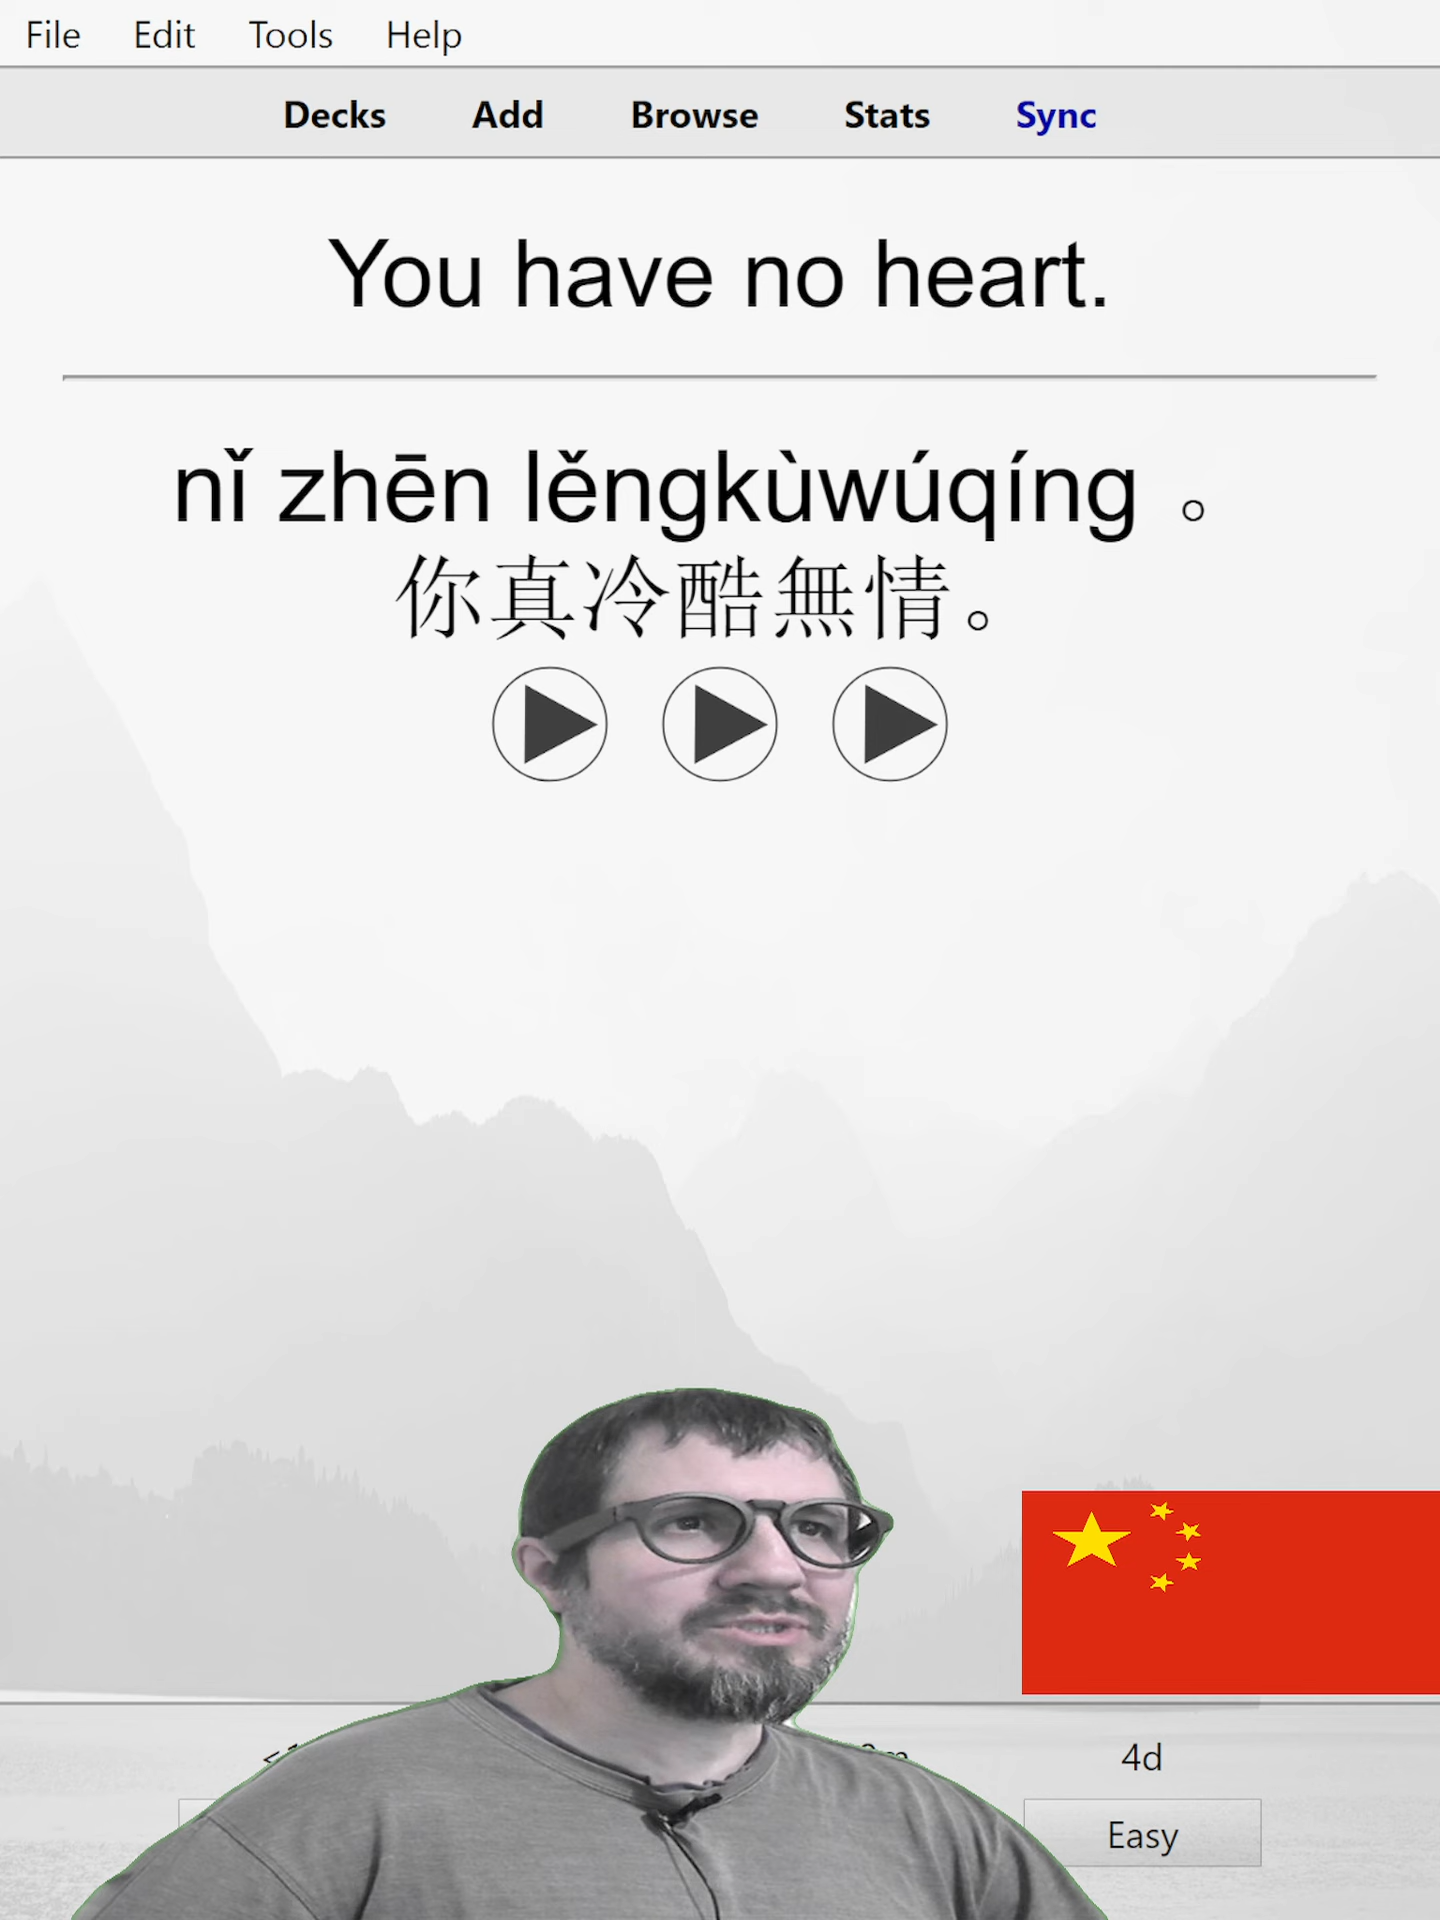 File Edit Tools Help
Decks Add Browse Stats Sync
You have no heart.
nǐ zhēn lěngkùwúqíng 。
你真冷酷無情。
4d
Easy